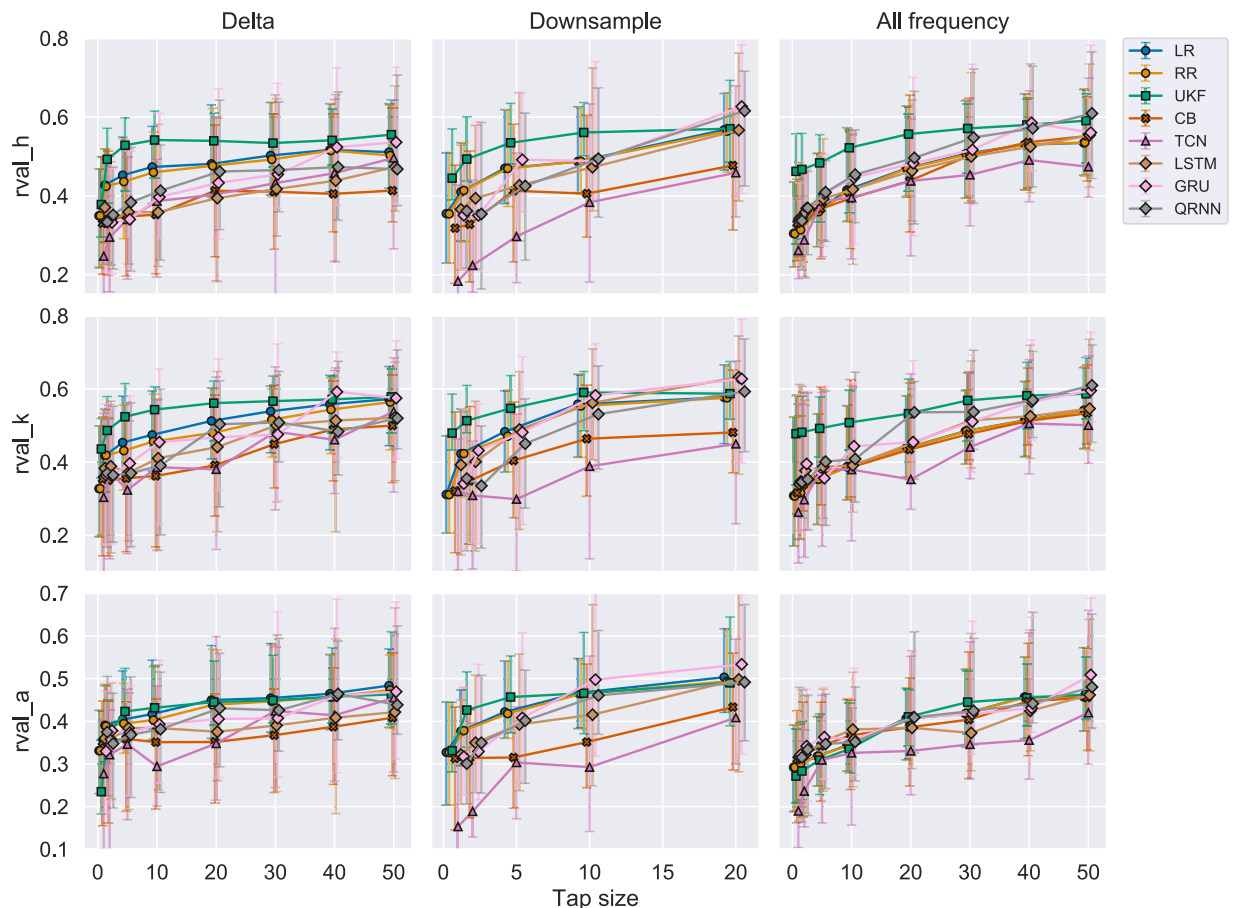 Delta Downsample All frequency
0.8
0.6
0.4
0.2
rval_h
LR
RR
UKF
CB
TCN
LSTM
GRU
QRNN
0.8
0.6
0.4
0.2
rval_k
0.7
0.6
0.5
0.4
0.3
0.2
0.1
rval_a
0 10 20 30 40 50 0 5 10 15 20 0 10 20 30 40 50
Tap size